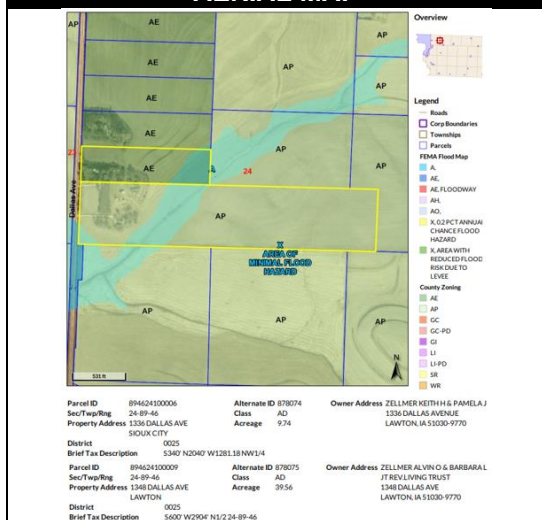 AP
AE
AP
AE
AP
AE
AE
23
24
AP
AP
AE
A
Dallas Ave
AP
X
AREA OF
MINIMAL FLOOD
HAZARD
AP
AP
AP
531 ft
N
Overview
Legend
Roads
Corp Boundaries
Townships
Parcels
FEMA Flood Map
A,
AE,
AE, FLOODWAY
AH,
AO,
X, 0.2 PCT ANNUAL
CHANCE FLOOD
HAZARD
X, AREA WITH
REDUCED FLOOD
RISK DUE TO
LEVEE
County Zoning
AE
AP
GC
GC-PD
GI
LI
LI-PD
SR
WR
Parcel ID 894624100006 Alternate ID 878074 Owner Address ZELLMER KEITH H & PAMELA J
Sec/Twp/Rng 24-89-46 Class AD 1336 DALLAS AVENUE
Property Address 1336 DALLAS AVE Acreage 9.74 LAWTON, IA 51030-9770
SIOUX CITY
District 0025
Brief Tax Description S340' N2040' W1281.18 NW1/4
Parcel ID 894624100009 Alternate ID 878075 Owner Address ZELLMER ALVIN O & BARBARA L
Sec/Twp/Rng 24-89-46 Class AD JT REV.LIVING TRUST
Property Address 1348 DALLAS AVE Acreage 39.56 1348 DALLAS AVE
LAWTON LAWTON, IA 51030-9770
District 0025
Brief Tax Description S600' W2904' N1/2 24-89-46